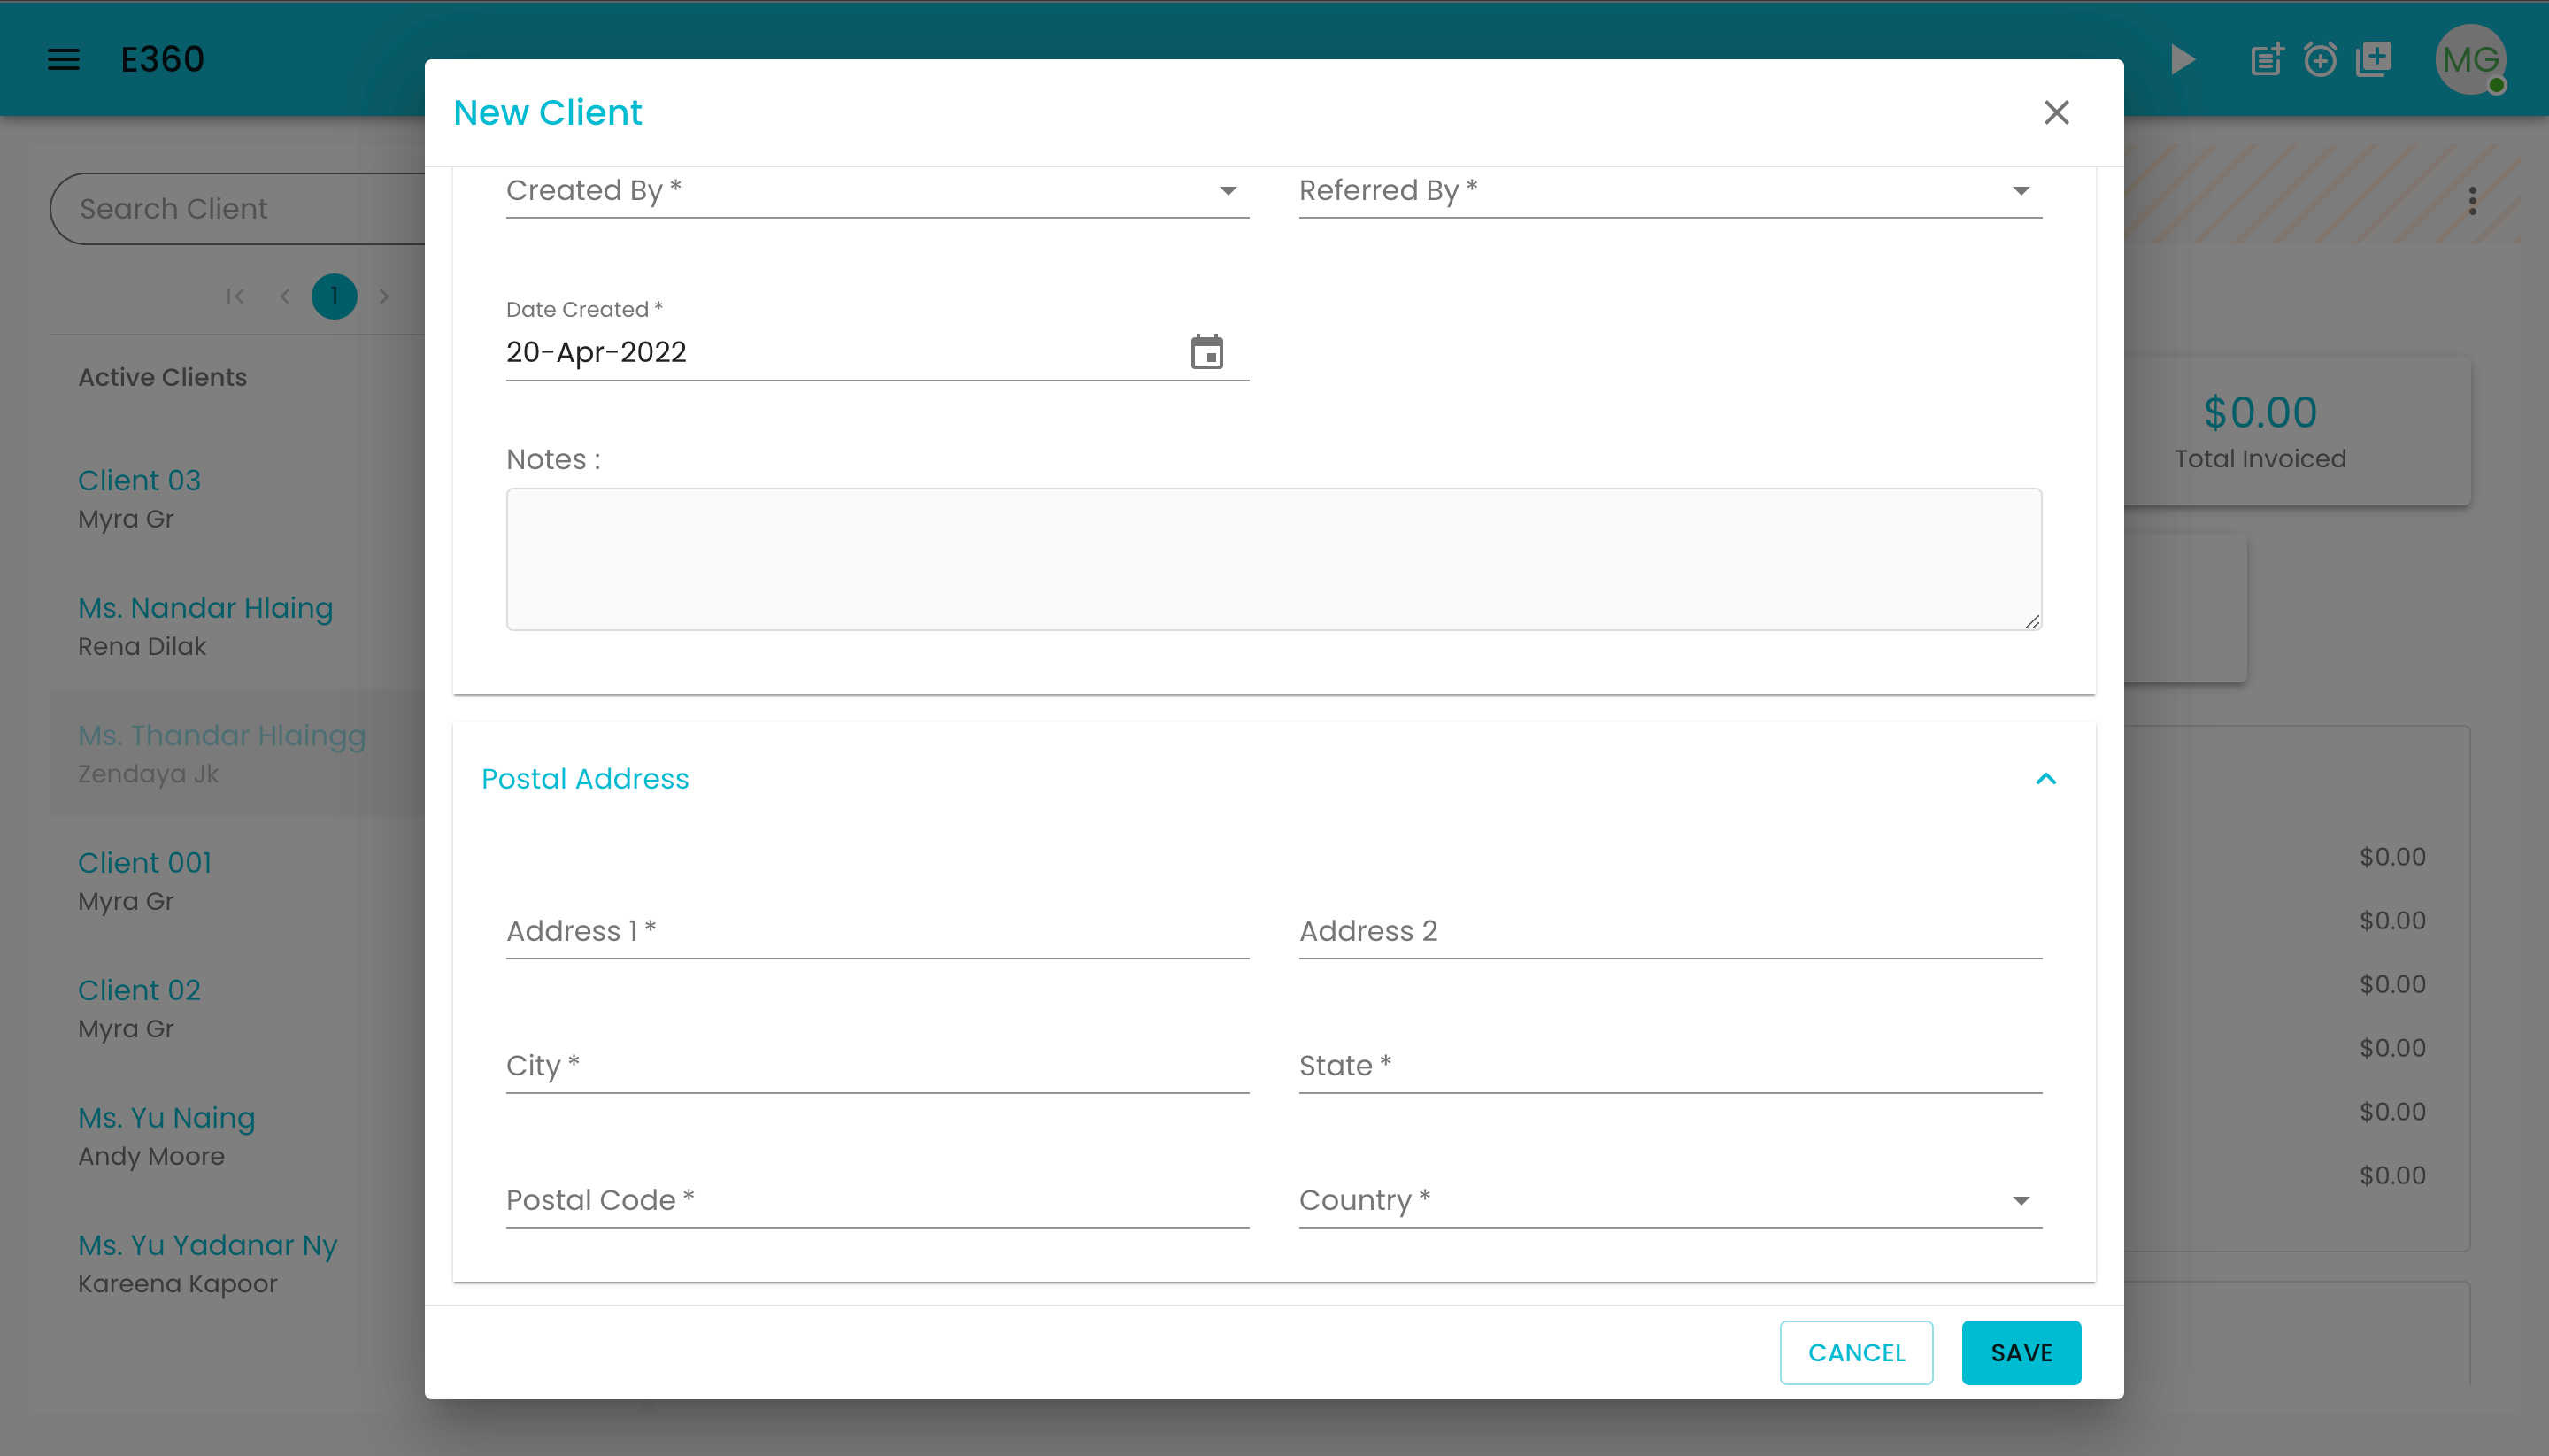 E360
MG
New Client
Search Client
1
Active Clients
Client 03
Myra Gr
Ms. Nandar Hlaing
Rena Dilak
Ms. Thandar Hlaingg
Zendaya Jk
Client 001
Myra Gr
Client 02
Myra Gr
Ms. Yu Naing
Andy Moore
Ms. Yu Yadanar Ny
Kareena Kapoor
Created By *
Referred By *
Date Created *
20-Apr-2022
Notes :
Postal Address
Address 1 *
Address 2
City *
State *
Postal Code *
Country *
CANCEL
SAVE
$0.00
Total Invoiced
$0.00
$0.00
$0.00
$0.00
$0.00
$0.00